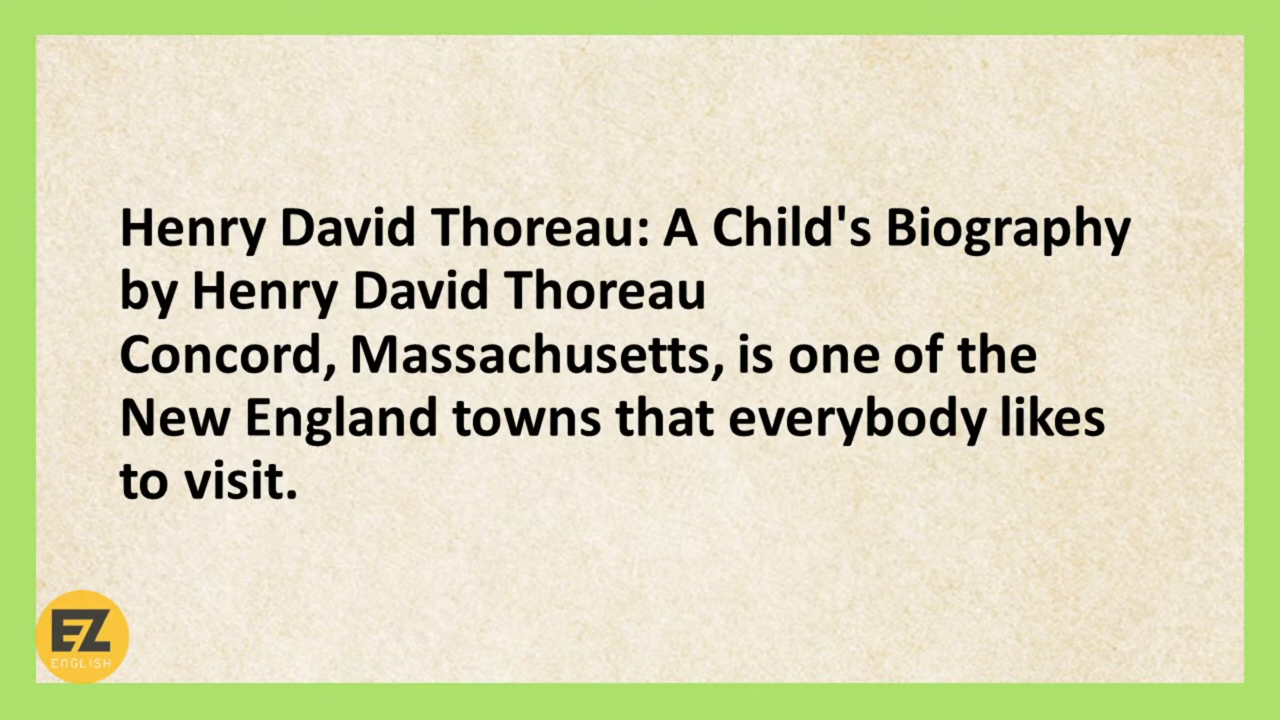 Henry David Thoreau: A Child's Biography
by Henry David Thoreau
Concord, Massachusetts, is one of the
New England towns that everybody likes
to visit.
EZ
ENGLISH